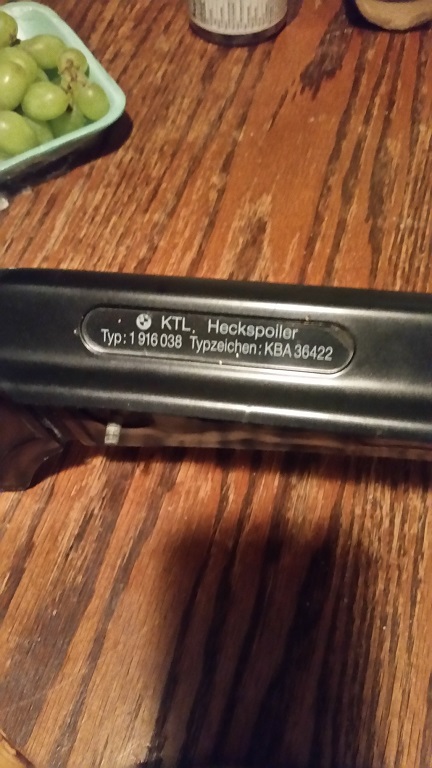 KTL. Heckspoiler
Typ: 1 916 038 Typzeichen: KBA 36422